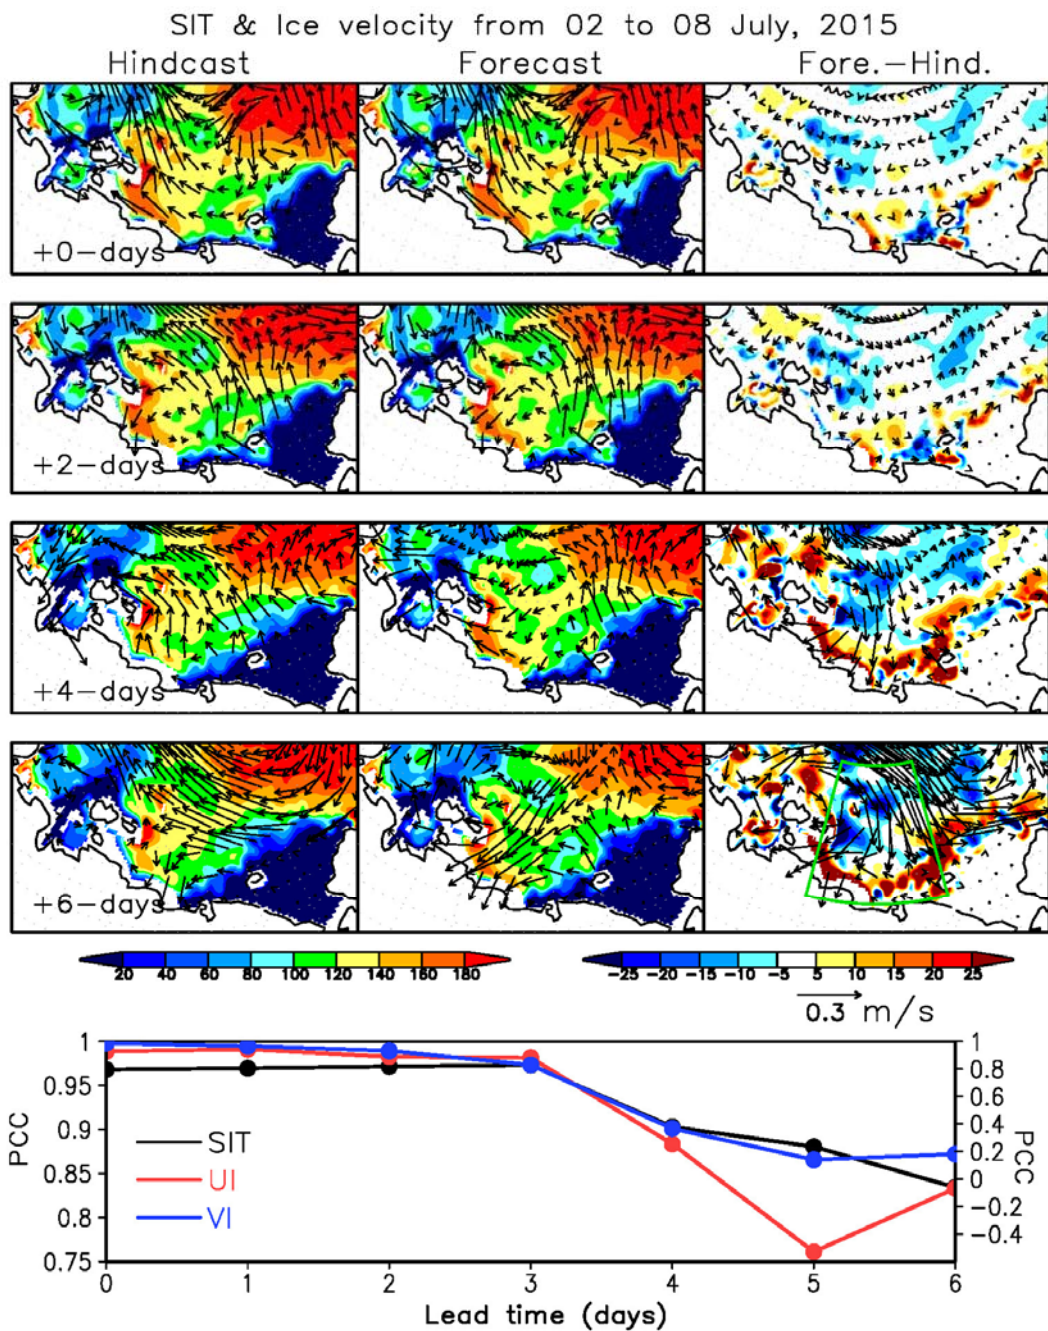 SIT & Ice velocity from 02 to 08 July, 2015
Hindcast Forecast Fore.-Hind.
+0-days
+2-days
+4-days
+6-days
20 40 60 80 100 120 140 160 180
-25 -20 -15 -10 -5 5 10 15 20 25
0.3 m/s
1 1
0.95 0.8
0.6
0.9 0.4
0.85 0.2
0
0.8 -0.2
-0.4
0.75
PCC
PCC
SIT
UI
VI
0 1 2 3 4 5 6
Lead time (days)